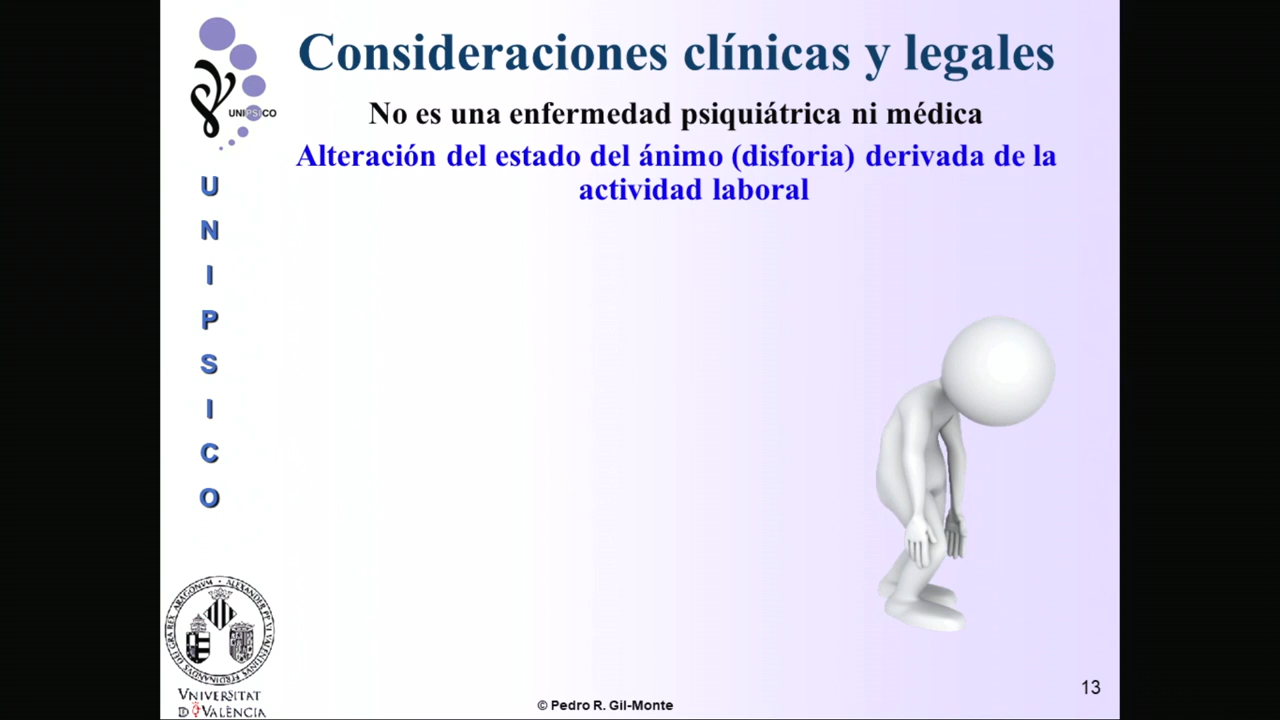 Consideraciones clínicas y legales
No es una enfermedad psiquiátrica ni médica
Alteración del estado del ánimo (disforia) derivada de la
actividad laboral
UNIPSICO
U
N
I
P
S
I
C
O
VNIVERSITAT
D VALÈNCIA
© Pedro R. Gil-Monte
13